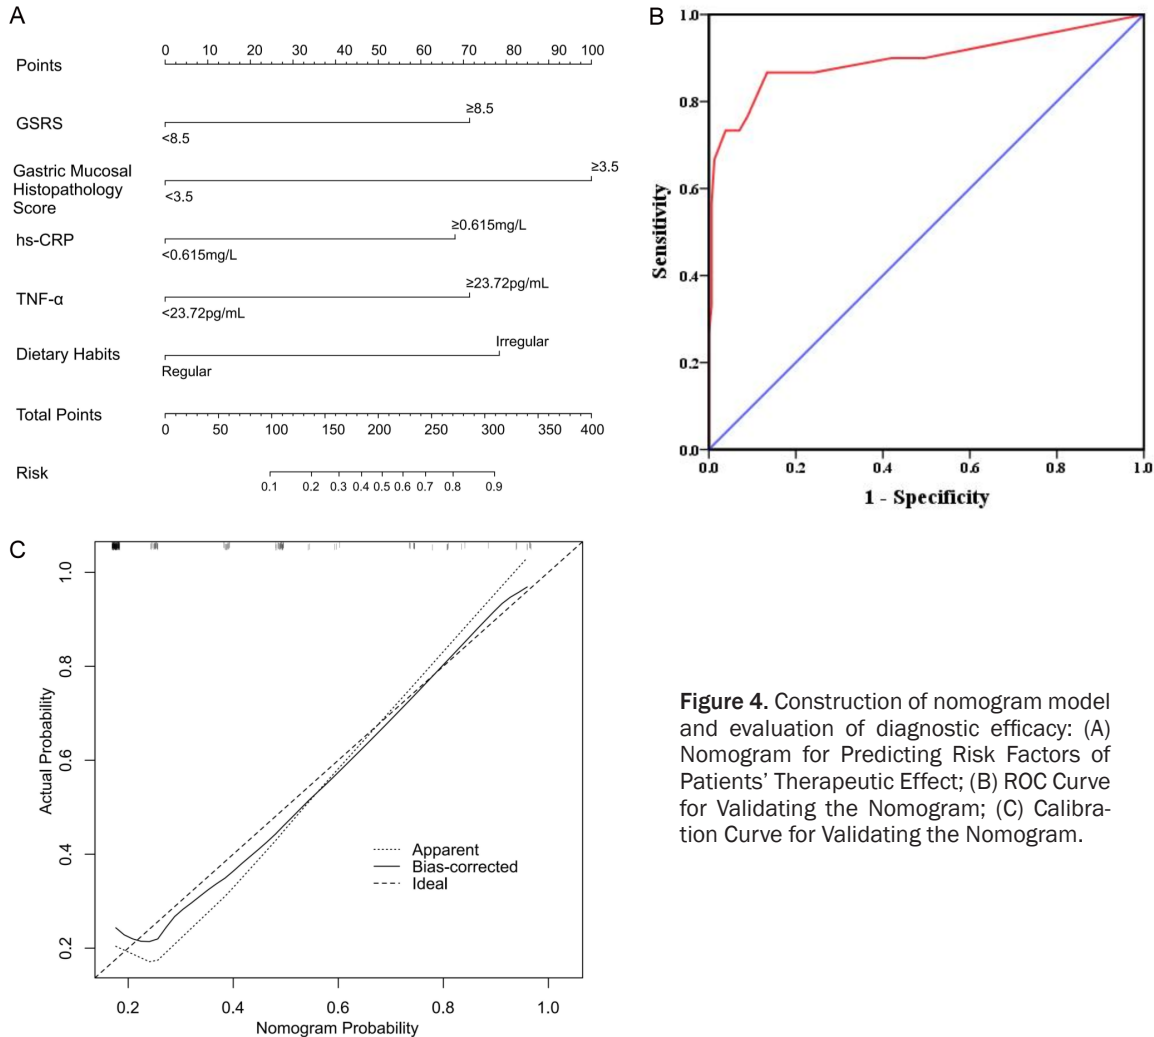 A
0 10 20 30 40 50 60 70 80 90 100
Points
≥8.5
GSRS
<8.5
≥3.5
Gastric Mucosal
Histopathology
Score
<3.5
≥0.615mg/L
hs-CRP
<0.615mg/L
≥23.72pg/mL
TNF-α
<23.72pg/mL
Irregular
Dietary Habits
Regular
Total Points
0 50 100 150 200 250 300 350 400
Risk
0.1 0.2 0.3 0.4 0.5 0.6 0.7 0.8 0.9
B
1.0
0.8
0.6
0.4
0.2
0.0
Sensitivity
0.0 0.2 0.4 0.6 0.8 1.0
1 - Specificity
C
1.0
0.8
0.6
0.4
0.2
Actual Probability
Apparent
Bias-corrected
Ideal
0.2 0.4 0.6 0.8 1.0
Nomogram Probability
Figure 4. Construction of nomogram model
and evaluation of diagnostic efficacy: (A)
Nomogram for Predicting Risk Factors of
Patients' Therapeutic Effect; (B) ROC Curve
for Validating the Nomogram; (C) Calibra-
tion Curve for Validating the Nomogram.